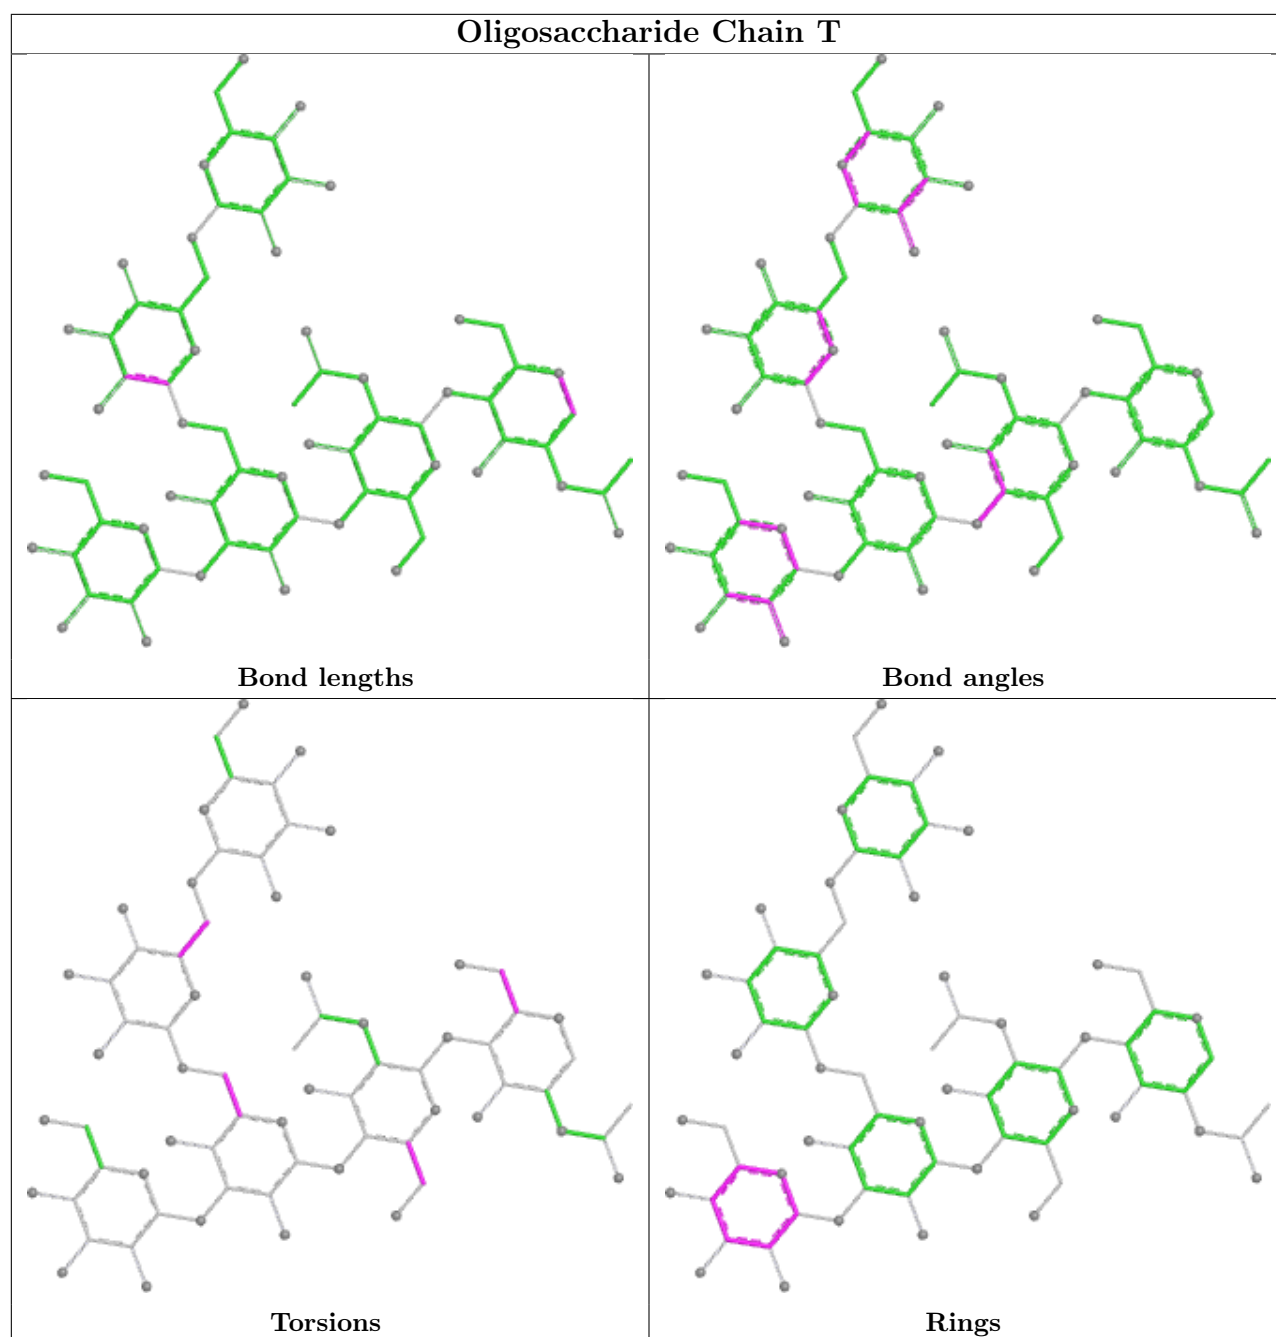 Oligosaccharide Chain T
Bond lengths
Bond angles
Torsions
Rings